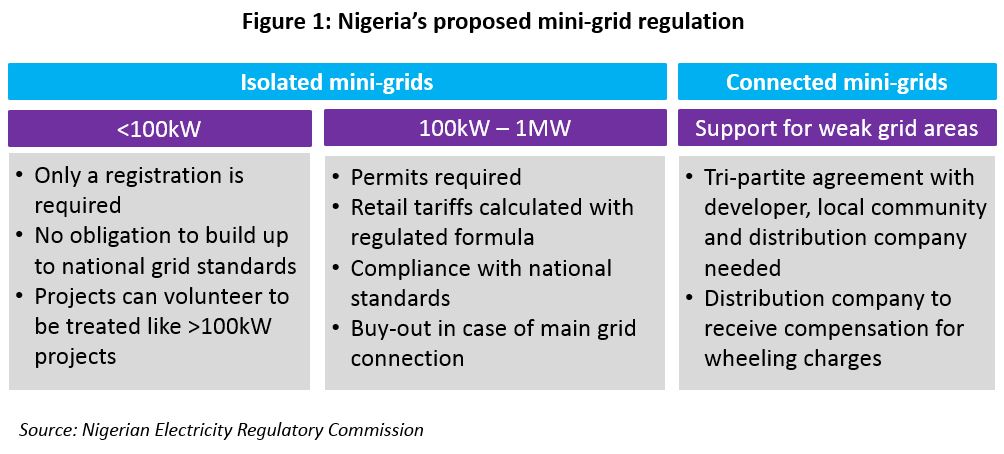 Figure 1: Nigeria’s proposed mini-grid regulation
Isolated mini-grids
<100kW
• Only a registration is
required
• No obligation to build up
to national grid standards
• Projects can volunteer to
be treated like >100kW
projects
100kW – 1MW
• Permits required
• Retail tariffs calculated with
regulated formula
• Compliance with national
standards
• Buy-out in case of main grid
connection
Connected mini-grids
Support for weak grid areas
• Tri-partite agreement with
developer, local community
and distribution company
needed
• Distribution company to
receive compensation for
wheeling charges
Source: Nigerian Electricity Regulatory Commission